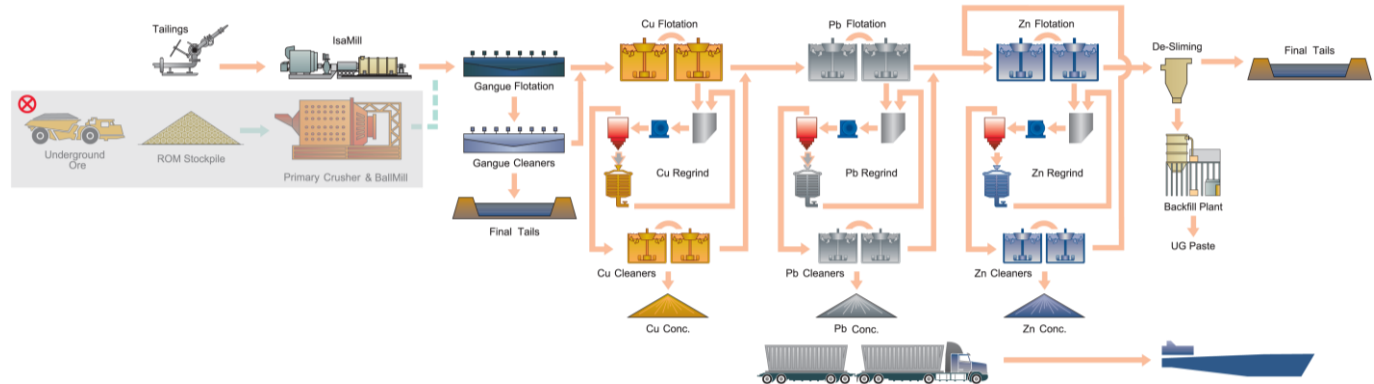 Tailings
IsaMill
Underground
Ore
ROM Stockpile
Primary Crusher & BallMill
Gangue Flotation
Gangue Cleaners
Final Tails
Cu Flotation
Cu Regrind
Cu Cleaners
Cu Conc.
Pb Flotation
Pb Regrind
Pb Cleaners
Pb Conc.
Zn Flotation
Zn Regrind
Zn Cleaners
Zn Conc.
De-Sliming
Final Tails
Backfill Plant
UG Paste